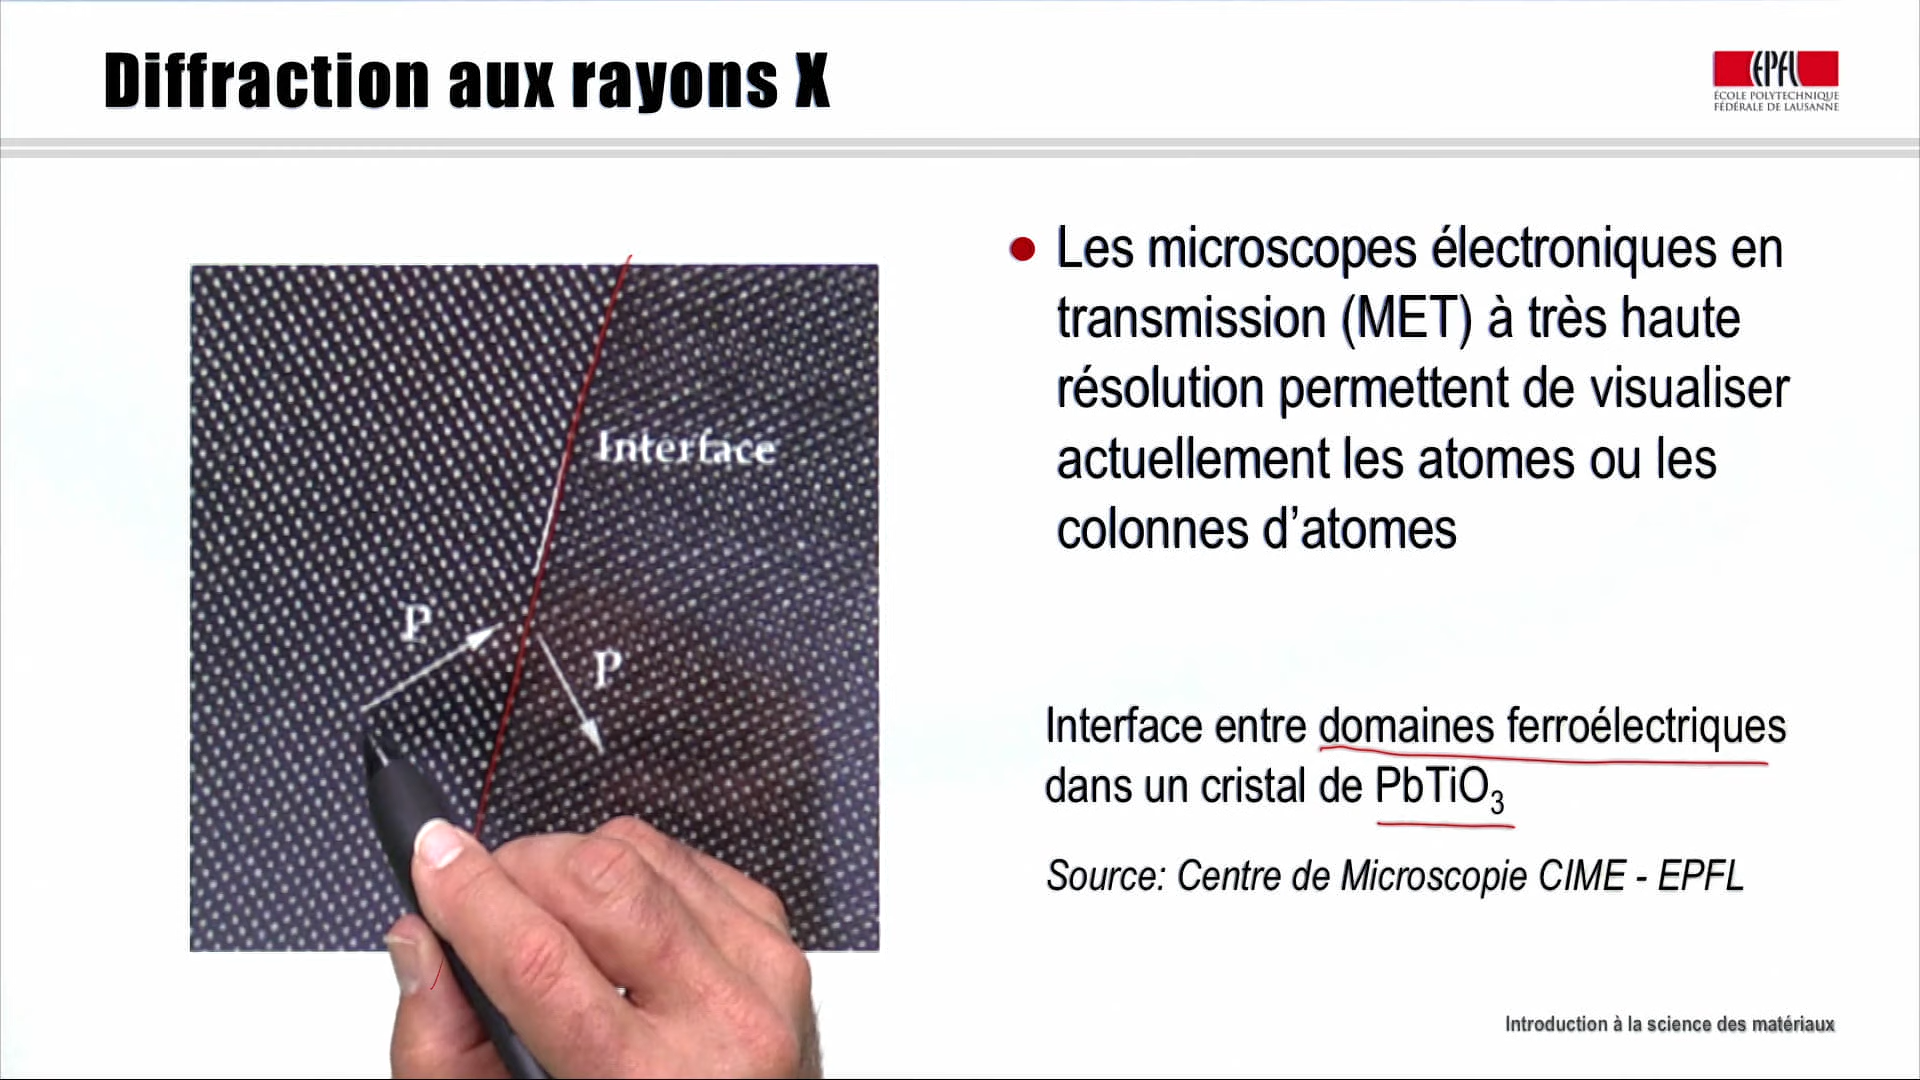 Diffraction aux rayons X
EPFL
ÉCOLE POLYTECHNIQUE
FÉDÉRALE DE LAUSANNE
Les microscopes électroniques en
transmission (MET) à très haute
résolution permettent de visualiser
actuellement les atomes ou les
colonnes d'atomes
Interface
P
P
Interface entre domaines ferroélectriques
dans un cristal de PbTiO₃
Source: Centre de Microscopie CIME - EPFL
Introduction à la science des matériaux